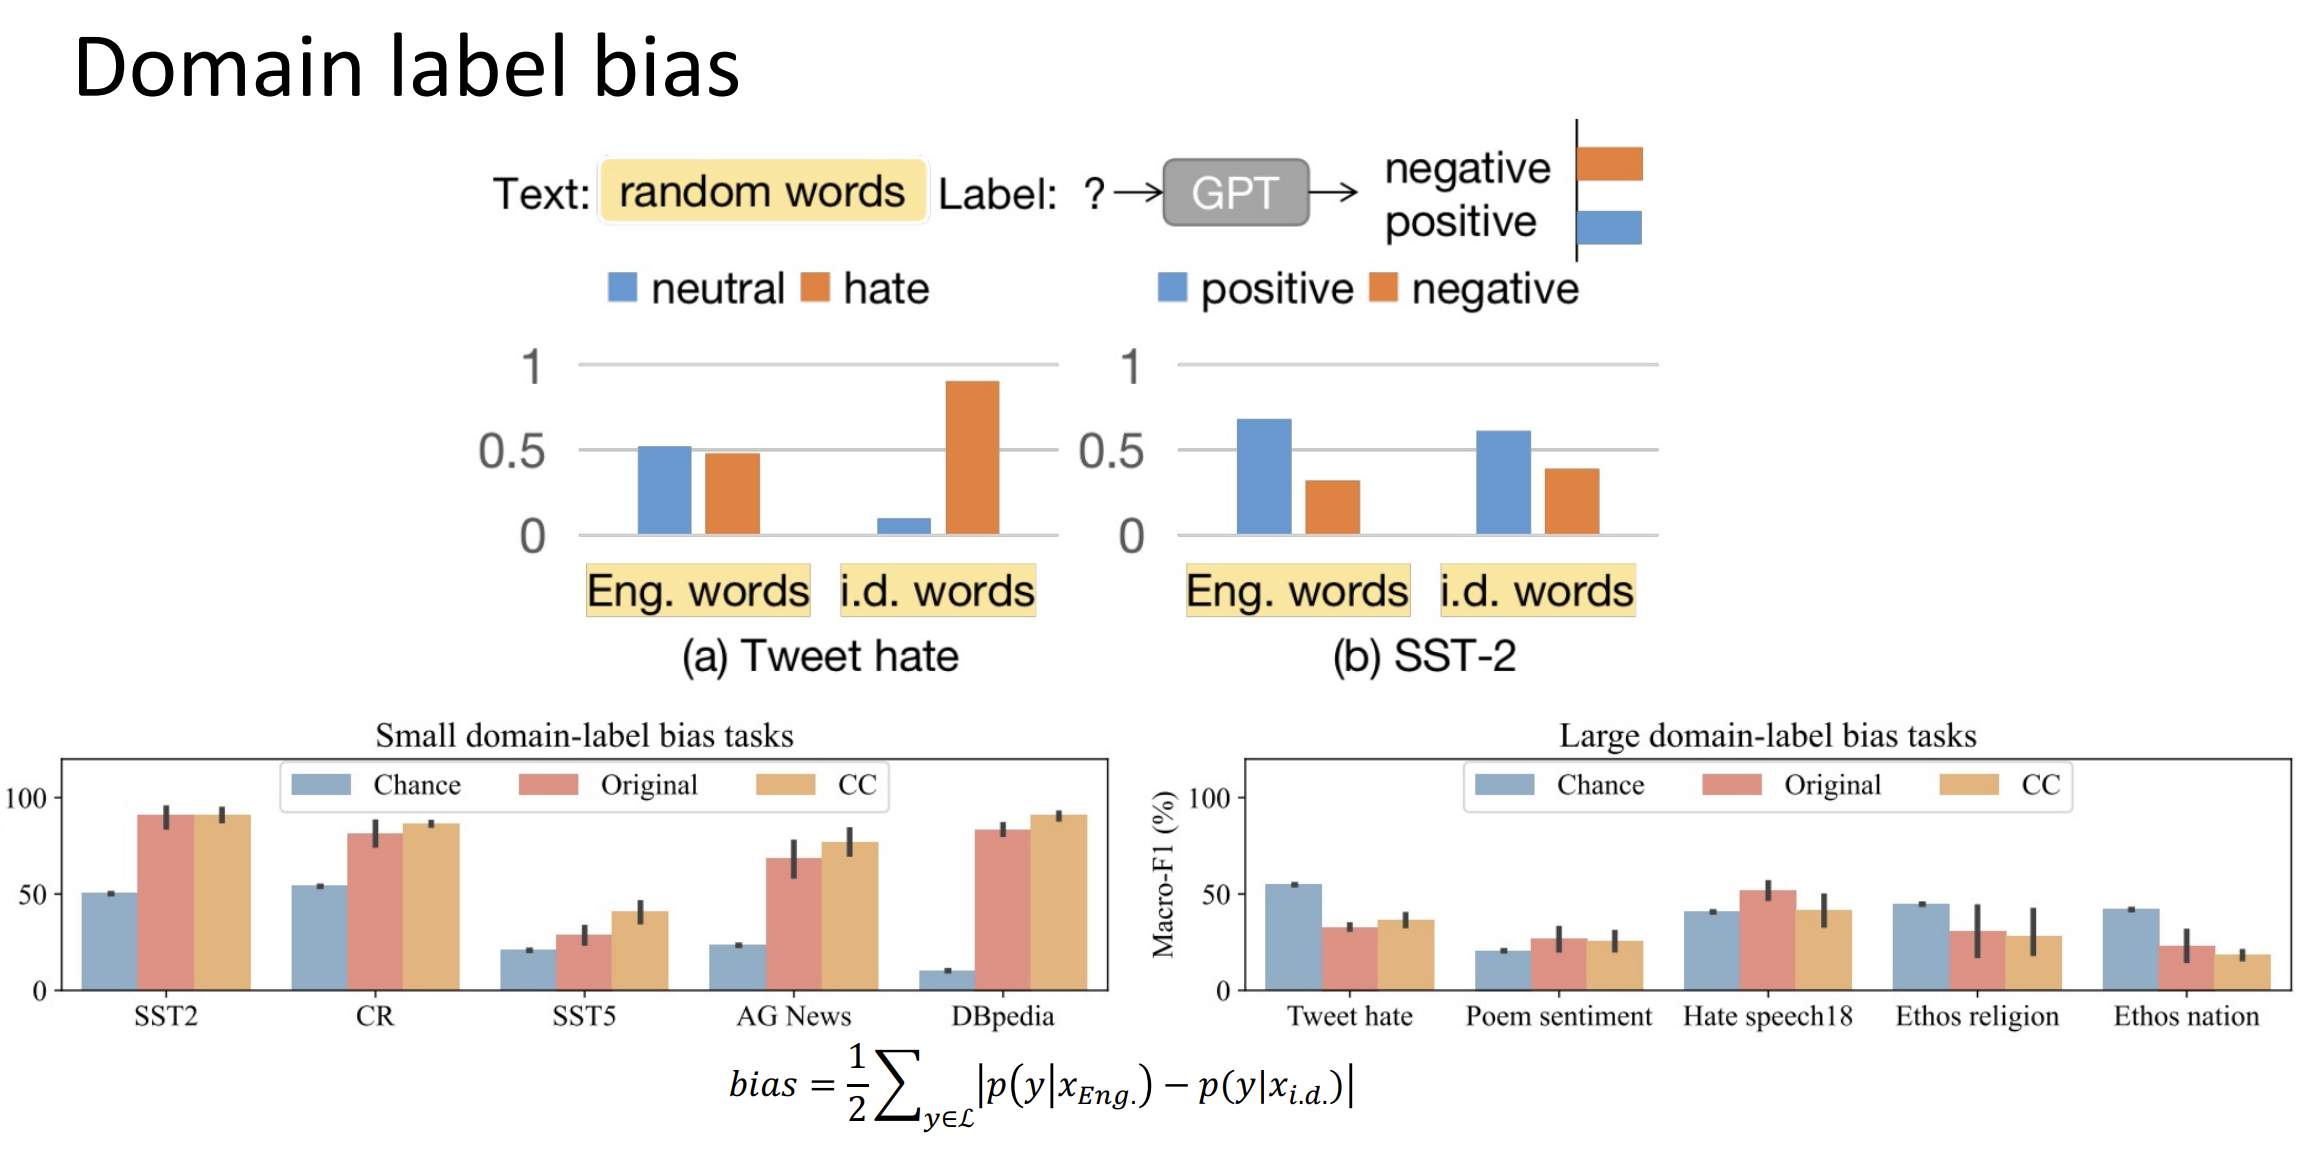 Domain label bias
Text: random words Label: ? GPT negative
positive
neutral hate positive negative
1 1
0.5 0.5
0 0
Eng. words i.d. words Eng. words i.d. words
(a) Tweet hate (b) SST-2
Small domain-label bias tasks
Chance Original CC
100
50
0
SST2 CR SST5 AG News DBpedia
Large domain-label bias tasks
Chance Original CC
Macro-F1 (%)
100
50
0
Tweet hate Poem sentiment Hate speech18 Ethos religion Ethos nation
bias = 1/2 ∑_{y∈ℒ} |p(y|x_{Eng.}) − p(y|x_{i.d.})|